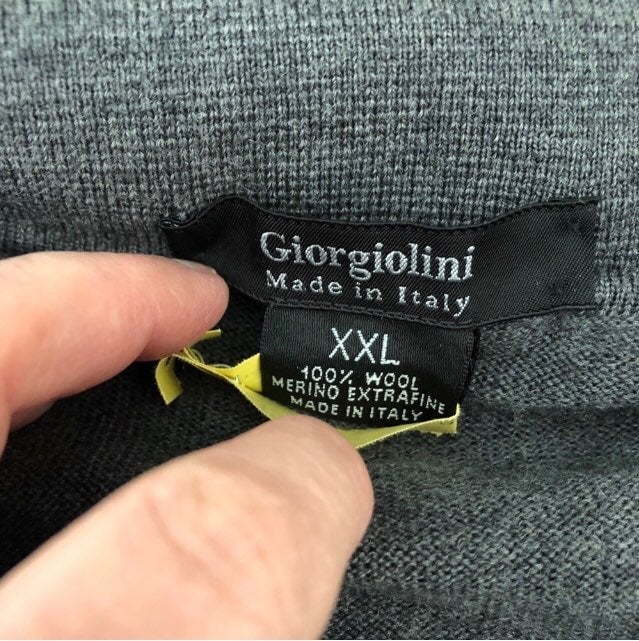 Giorgiolini
Made in Italy
XXL
100% WOOL
MERINO EXTRAFINE
MADE IN ITALY